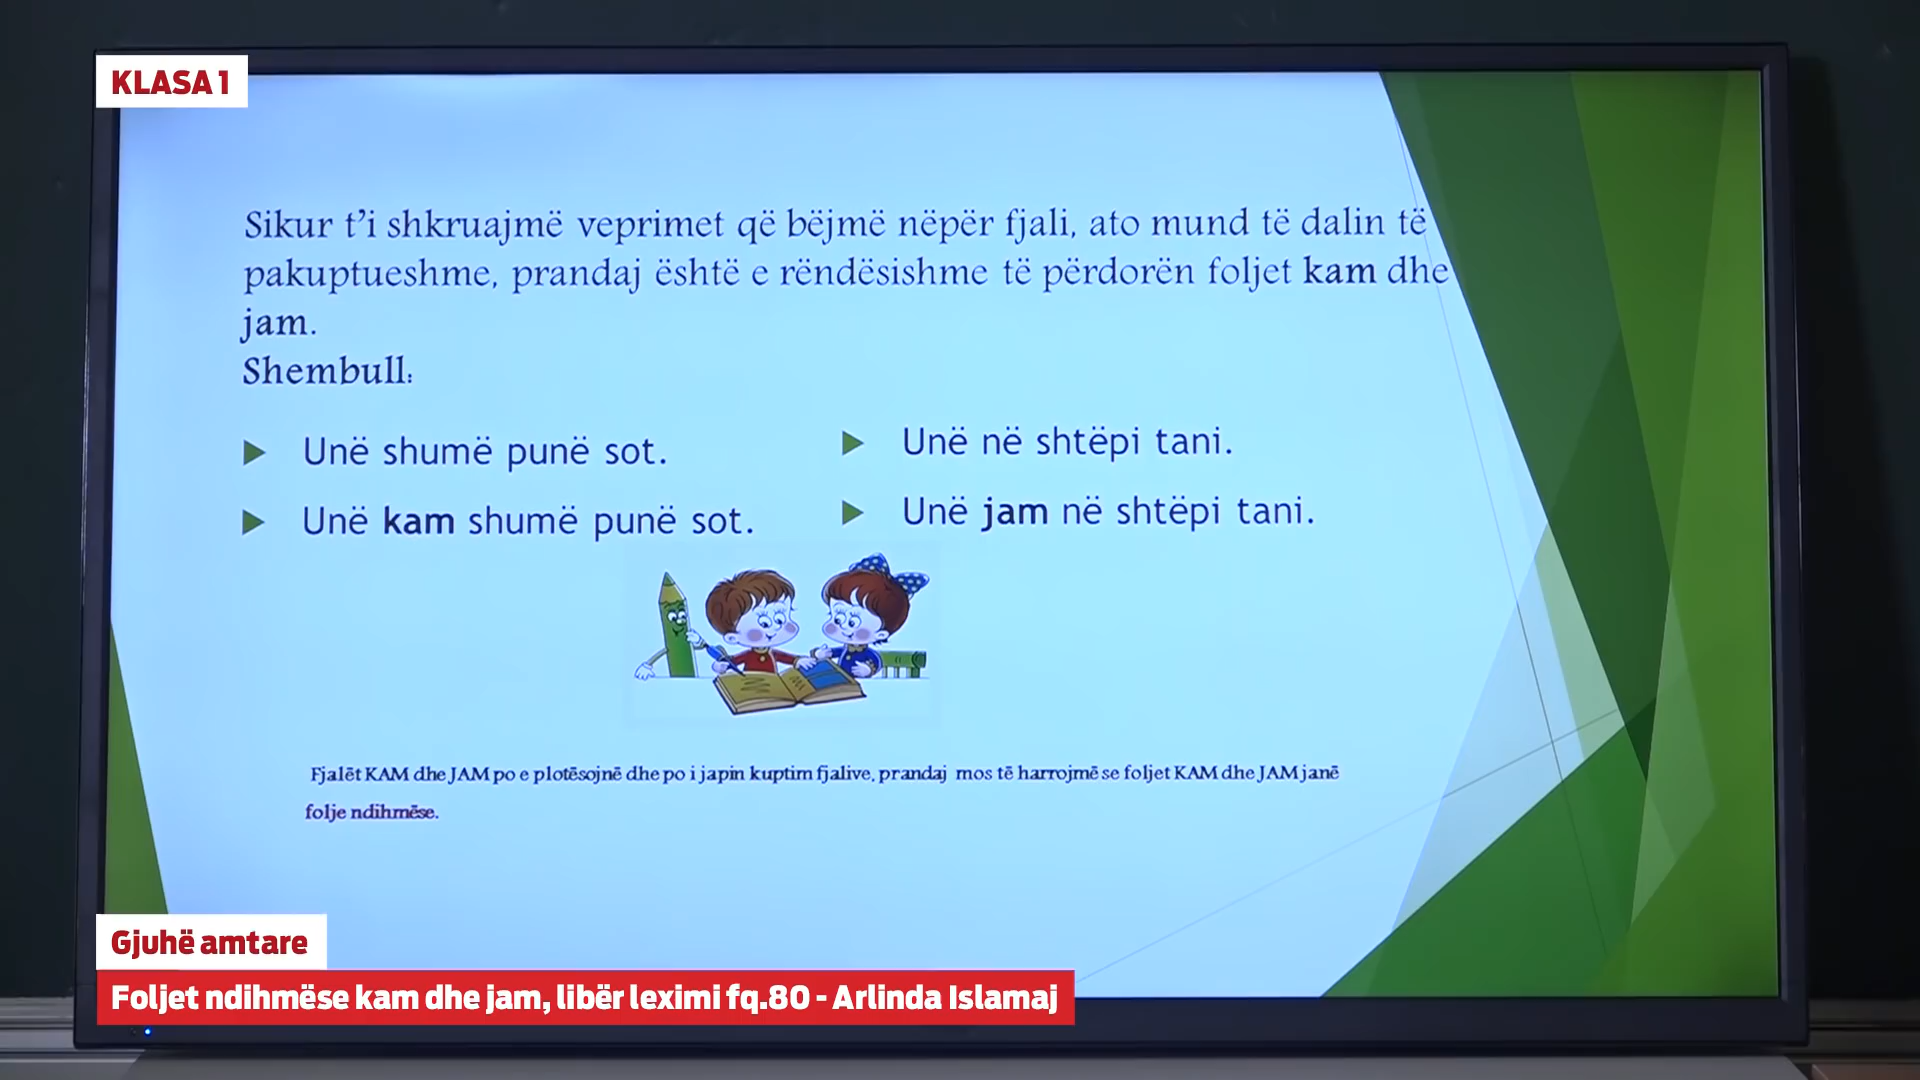 KLASA 1
Sikur t'i shkruajmë veprimet që bëjmë nëpër fjali, ato mund të dalin të
pakuptueshme, prandaj është e rëndësishme të përdorën foljet kam dhe
jam.
Shembull:
Unë shumë punë sot.
Unë kam shumë punë sot.
Unë në shtëpi tani.
Unë jam në shtëpi tani.
Fjalët KAM dhe JAM po e plotësojnë dhe po i japin kuptim fjalive, prandaj mos të harrojmë se foljet KAM dhe JAM janë
folje ndihmëse.
Gjuhë amtare
Foljet ndihmëse kam dhe jam, libër leximi fq.80 - Arlinda Islamaj